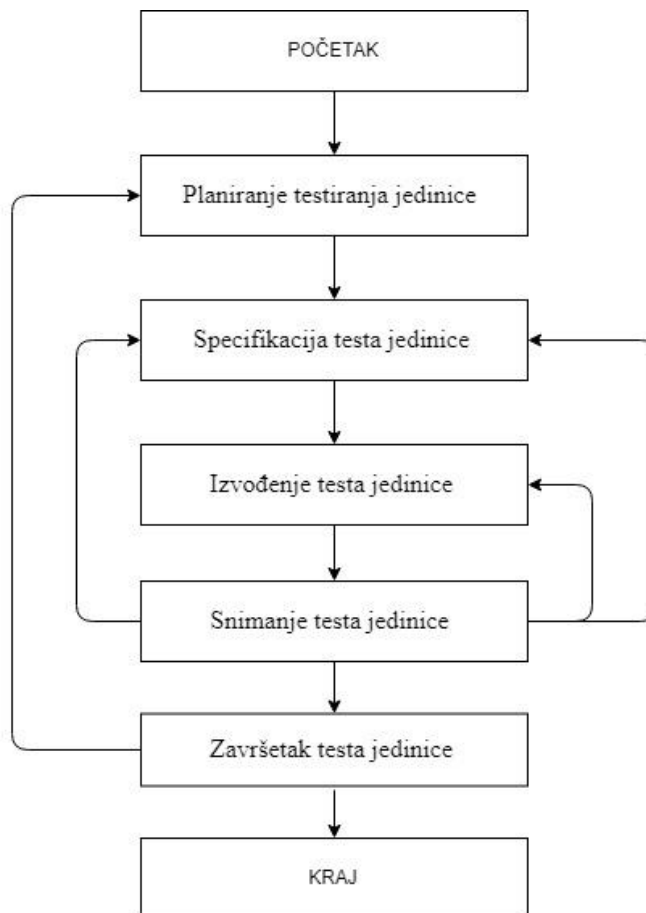 POČETAK
Planiranje testiranja jedinice
Specifikacija testa jedinice
Izvođenje testa jedinice
Snimanje testa jedinice
Završetak testa jedinice
KRAJ